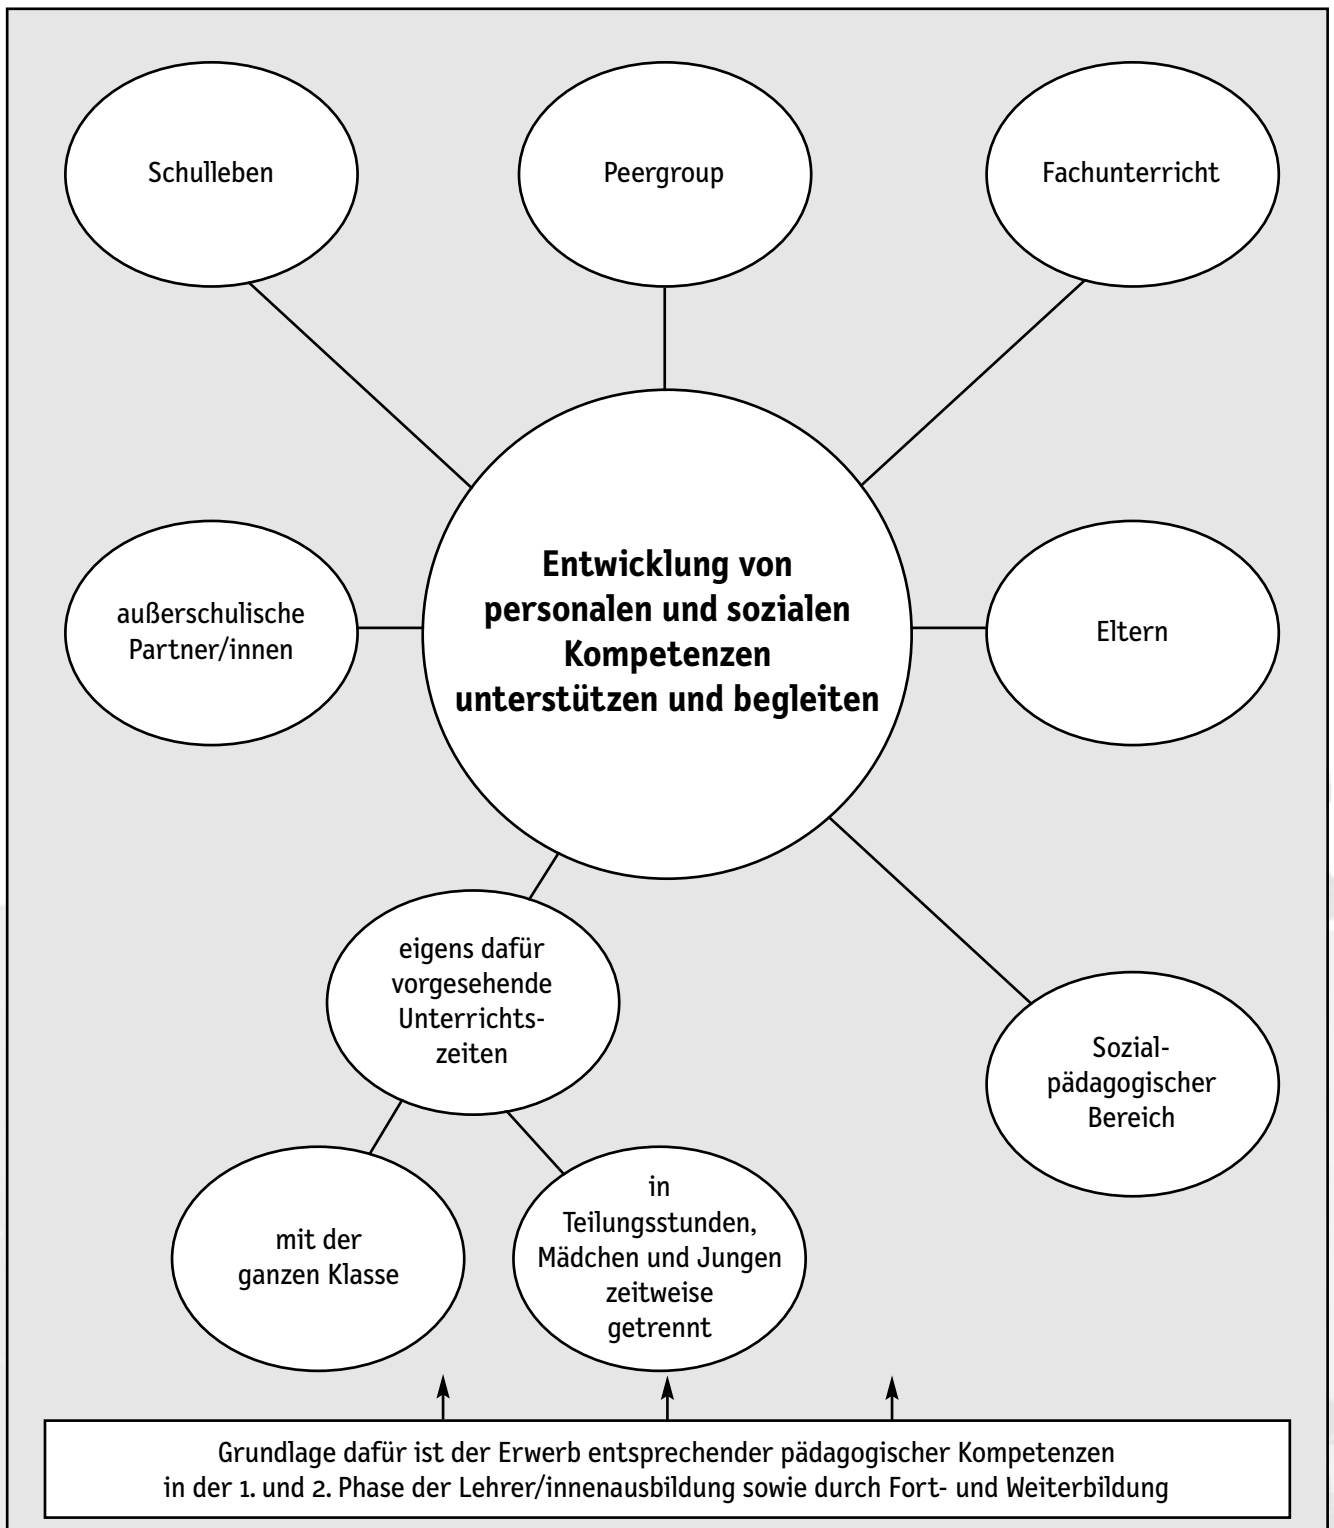 Schulleben
Peergroup
Fachunterricht
außerschulische
Partner/innen
Entwicklung von
personalen und sozialen
Kompetenzen
unterstützen und begleiten
Eltern
eigens dafür
vorgesehende
Unterrichts-
zeiten
Sozial-
pädagogischer
Bereich
mit der
ganzen Klasse
in
Teilungsstunden,
Mädchen und Jungen
zeitweise
getrennt
Grundlage dafür ist der Erwerb entsprechender pädagogischer Kompetenzen
in der 1. und 2. Phase der Lehrer/innenausbildung sowie durch Fort- und Weiterbildung